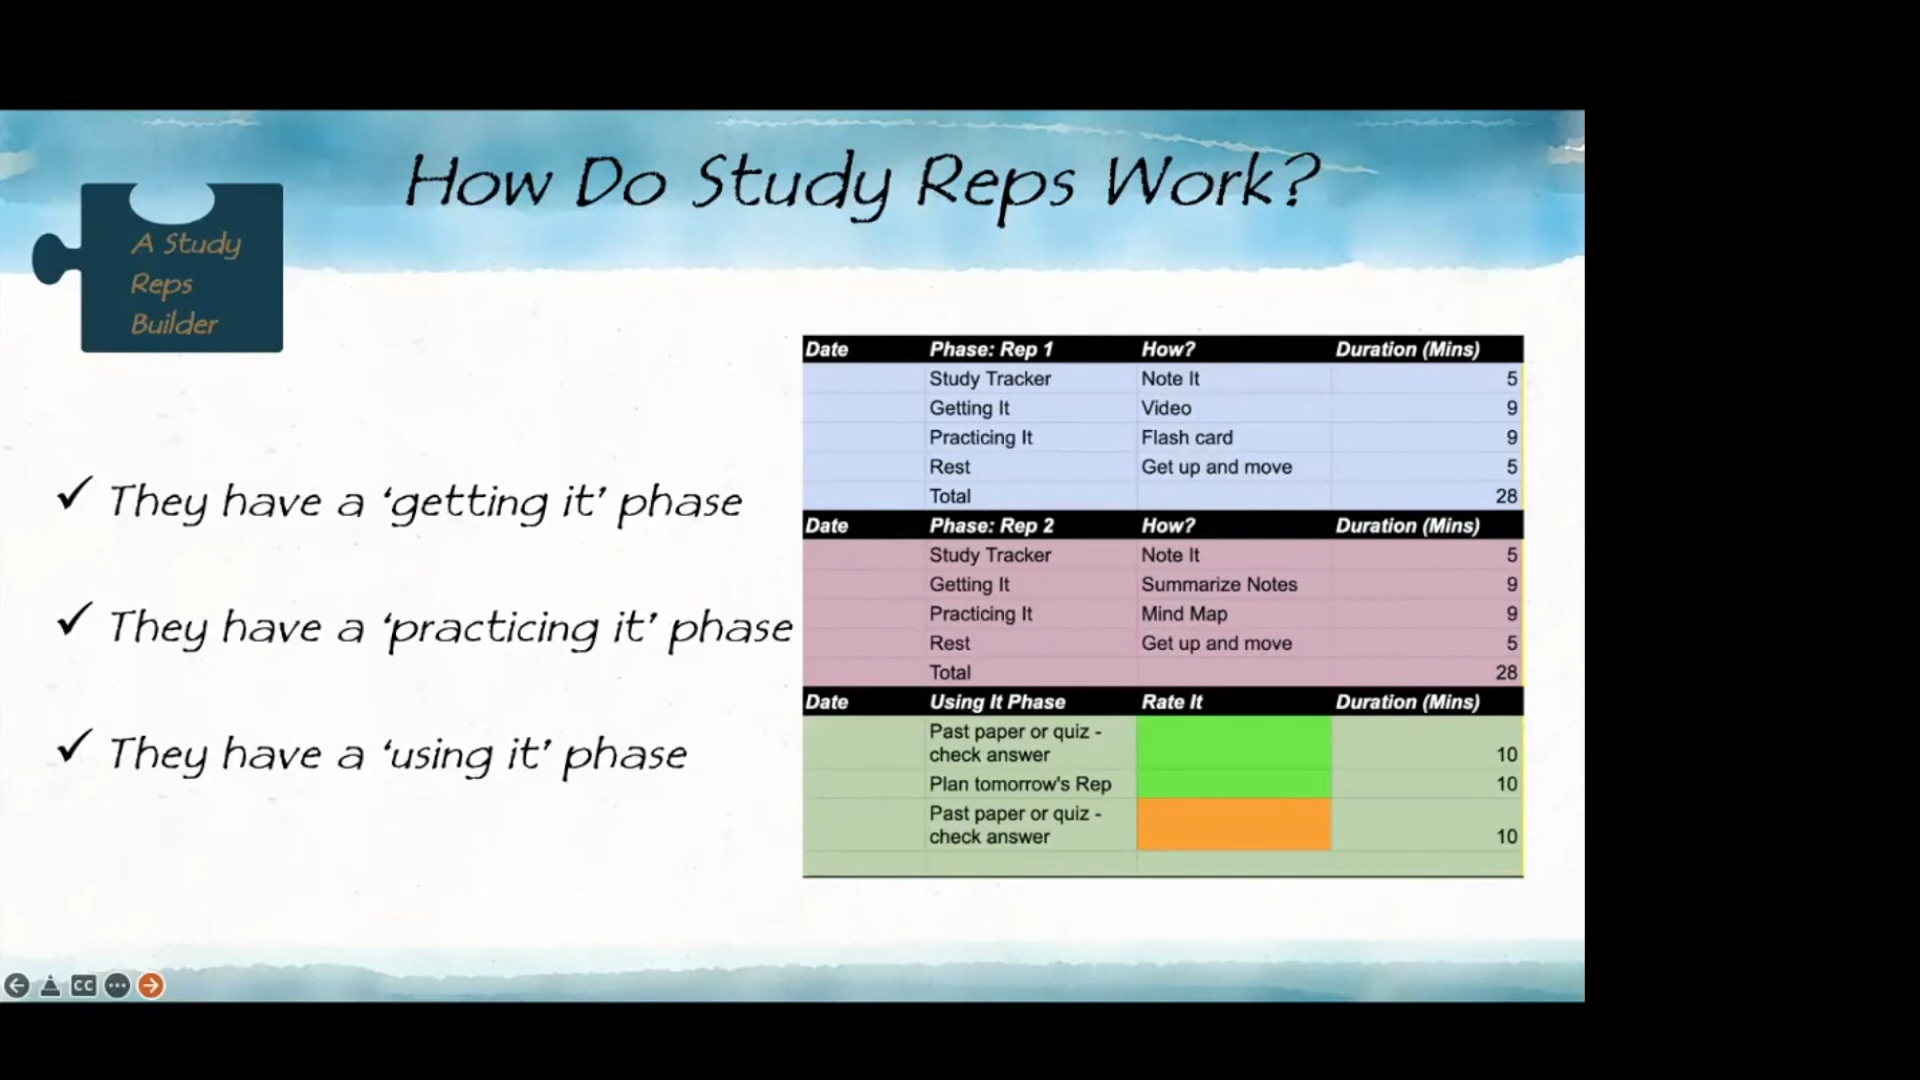 How Do Study Reps Work?
A Study
Reps
Builder
✓ They have a ‘getting it’ phase
✓ They have a ‘practicing it’ phase
✓ They have a ‘using it’ phase
Date Phase: Rep 1 How? Duration (Mins)
Study Tracker Note It 5
Getting It Video 9
Practicing It Flash card 9
Rest Get up and move 5
Total 28
Date Phase: Rep 2 How? Duration (Mins)
Study Tracker Note It 5
Getting It Summarize Notes 9
Practicing It Mind Map 9
Rest Get up and move 5
Total 28
Date Using It Phase Rate It Duration (Mins)
Past paper or quiz -
check answer 10
Plan tomorrow's Rep 10
Past paper or quiz -
check answer 10
CC